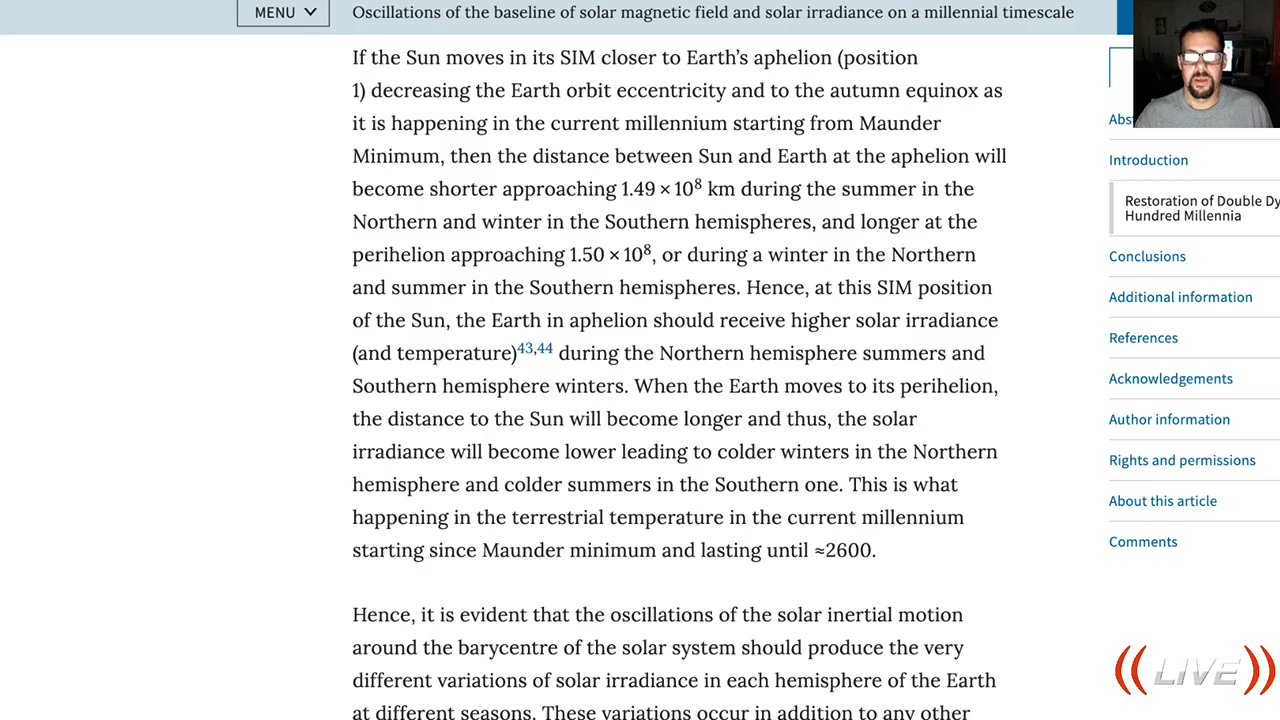 MENU
Oscillations of the baseline of solar magnetic field and solar irradiance on a millennial timescale
If the Sun moves in its SIM closer to Earth’s aphelion (position
1) decreasing the Earth orbit eccentricity and to the autumn equinox as
it is happening in the current millennium starting from Maunder
Minimum, then the distance between Sun and Earth at the aphelion will
become shorter approaching 1.49 × 10⁸ km during the summer in the
Northern and winter in the Southern hemispheres, and longer at the
perihelion approaching 1.50 × 10⁸, or during a winter in the Northern
and summer in the Southern hemispheres. Hence, at this SIM position
of the Sun, the Earth in aphelion should receive higher solar irradiance
(and temperature)43,44 during the Northern hemisphere summers and
Southern hemisphere winters. When the Earth moves to its perihelion,
the distance to the Sun will become longer and thus, the solar
irradiance will become lower leading to colder winters in the Northern
hemisphere and colder summers in the Southern one. This is what
happening in the terrestrial temperature in the current millennium
starting since Maunder minimum and lasting until ≈2600.
Hence, it is evident that the oscillations of the solar inertial motion
around the barycentre of the solar system should produce the very
different variations of solar irradiance in each hemisphere of the Earth
at different seasons. These variations occur in addition to any other
Abs
Introduction
Restoration of Double Dy
Hundred Millennia
Conclusions
Additional information
References
Acknowledgements
Author information
Rights and permissions
About this article
Comments
((LIVE))